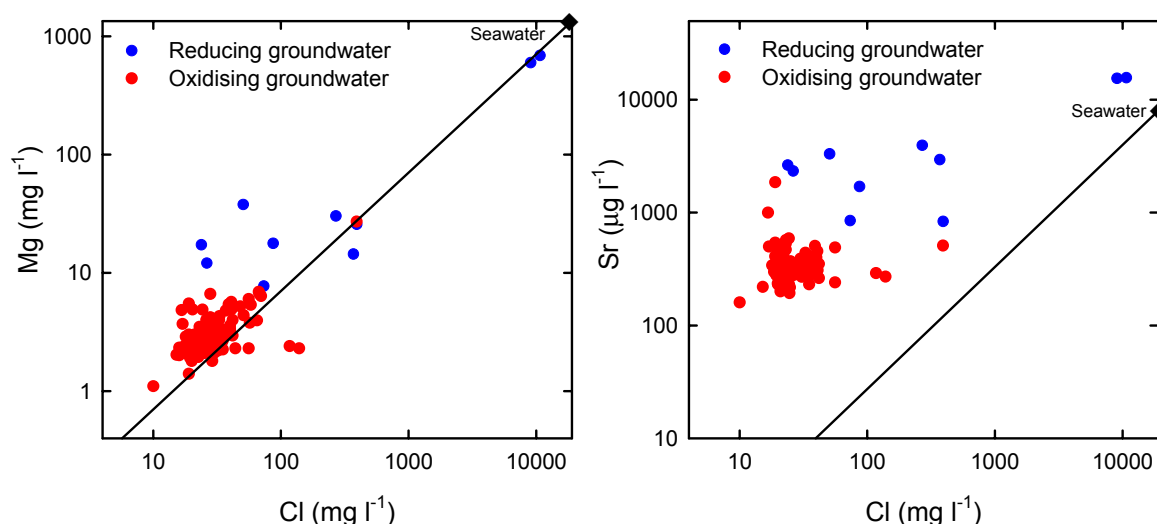 1000
100
10
1
Mg (mg l⁻¹)
Reducing groundwater
Oxidising groundwater
Seawater
10
100
1000
10000
Cl (mg l⁻¹)
10000
1000
100
10
Sr (µg l⁻¹)
Reducing groundwater
Oxidising groundwater
Seawater
10
100
1000
10000
Cl (mg l⁻¹)